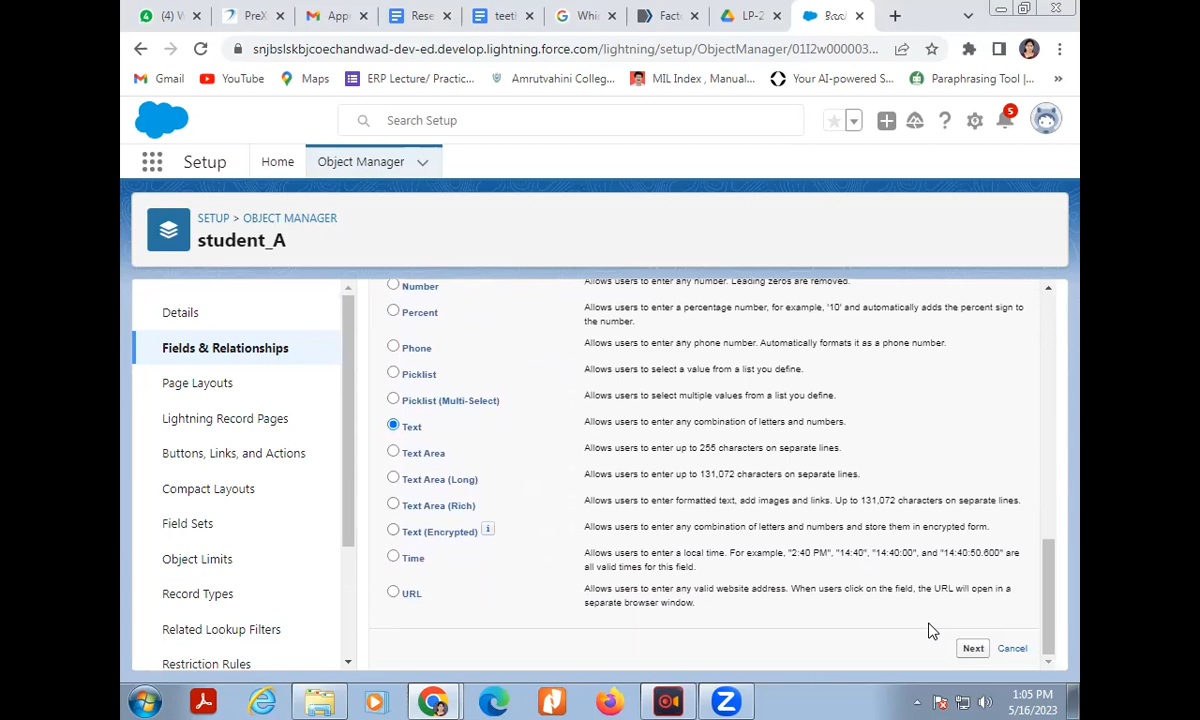 (4) V
PreX
App
Rese
teetl
Whi
Fact
LP-2
snjbslskbjcoechandwad-dev-ed.develop.lightning.force.com/lightning/setup/ObjectManager/01I2w000003...
Gmail YouTube Maps ERP Lecture/ Practic... Amrutvahini Colleg... MIL Index , Manual... Your AI-powered S... Paraphrasing Tool |... »
Search Setup
5
Setup Home Object Manager
SETUP > OBJECT MANAGER
student_A
Details
Fields & Relationships
Page Layouts
Lightning Record Pages
Buttons, Links, and Actions
Compact Layouts
Field Sets
Object Limits
Record Types
Related Lookup Filters
Restriction Rules
Number Allows users to enter any number. Leading zeros are removed.
Percent Allows users to enter a percentage number, for example, '10' and automatically adds the percent sign to
the number.
Phone Allows users to enter any phone number. Automatically formats it as a phone number.
Picklist Allows users to select a value from a list you define.
Picklist (Multi-Select) Allows users to select multiple values from a list you define.
Text Allows users to enter any combination of letters and numbers.
Text Area Allows users to enter up to 255 characters on separate lines.
Text Area (Long) Allows users to enter up to 131,072 characters on separate lines.
Text Area (Rich) Allows users to enter formatted text, add images and links. Up to 131,072 characters on separate lines.
Text (Encrypted) i Allows users to enter any combination of letters and numbers and store them in encrypted form.
Time Allows users to enter a local time. For example, "2:40 PM", "14:40", "14:40:00", and "14:40:50.600" are
all valid times for this field.
URL Allows users to enter any valid website address. When users click on the field, the URL will open in a
separate browser window.
Next Cancel
1:05 PM
5/16/2023